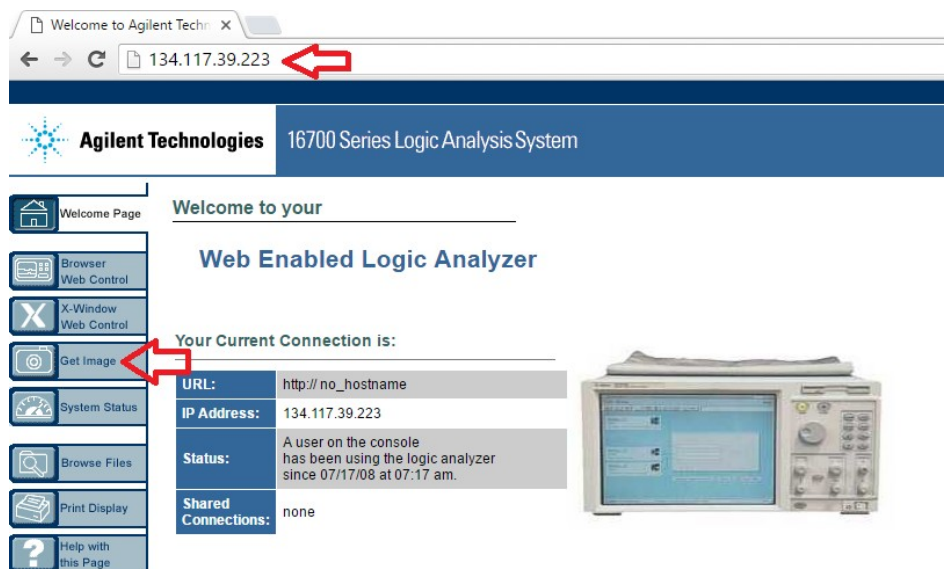 Welcome to Agilent Techn
134.117.39.223
Agilent Technologies
16700 Series Logic Analysis System
Welcome Page
Browser
Web Control
X-Window
Web Control
Get Image
System Status
Browse Files
Print Display
Help with
this Page
Welcome to your
Web Enabled Logic Analyzer
Your Current Connection is:
URL: http:// no_hostname
IP Address: 134.117.39.223
Status: A user on the console
has been using the logic analyzer
since 07/17/08 at 07:17 am.
Shared
Connections: none